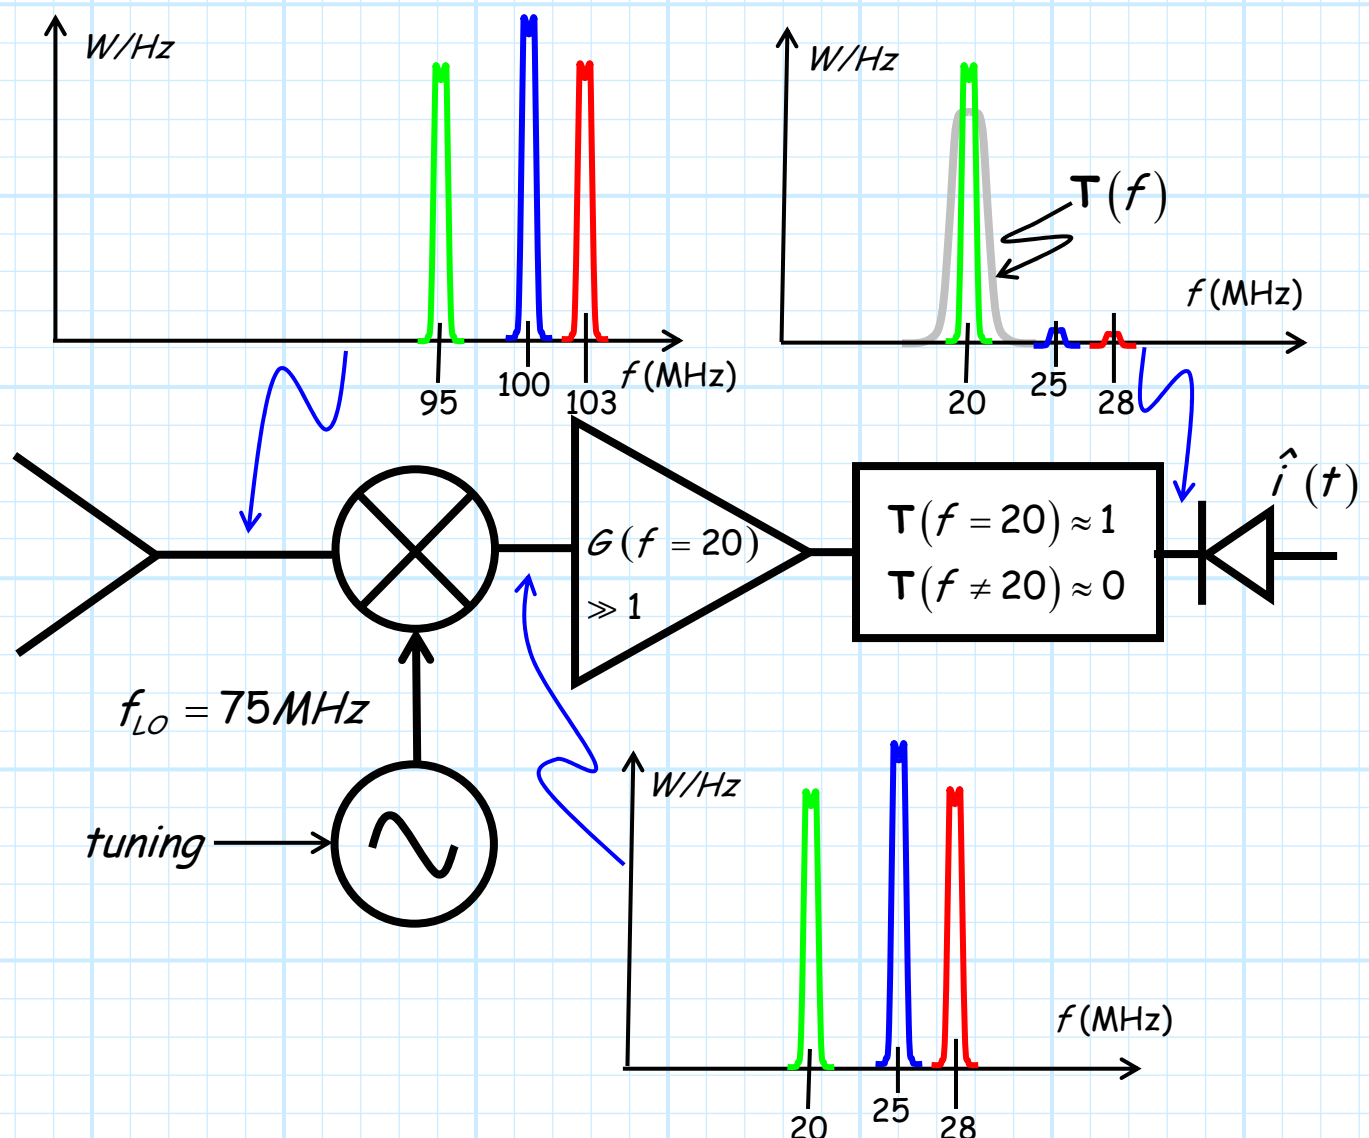 W/Hz
95
100
103
f (MHz)
W/Hz
T(f)
f (MHz)
20
25
28
G(f = 20)
≫ 1
T(f = 20) ≈ 1
T(f ≠ 20) ≈ 0
î (t)
f_LO = 75MHz
tuning
W/Hz
f (MHz)
20
25
28